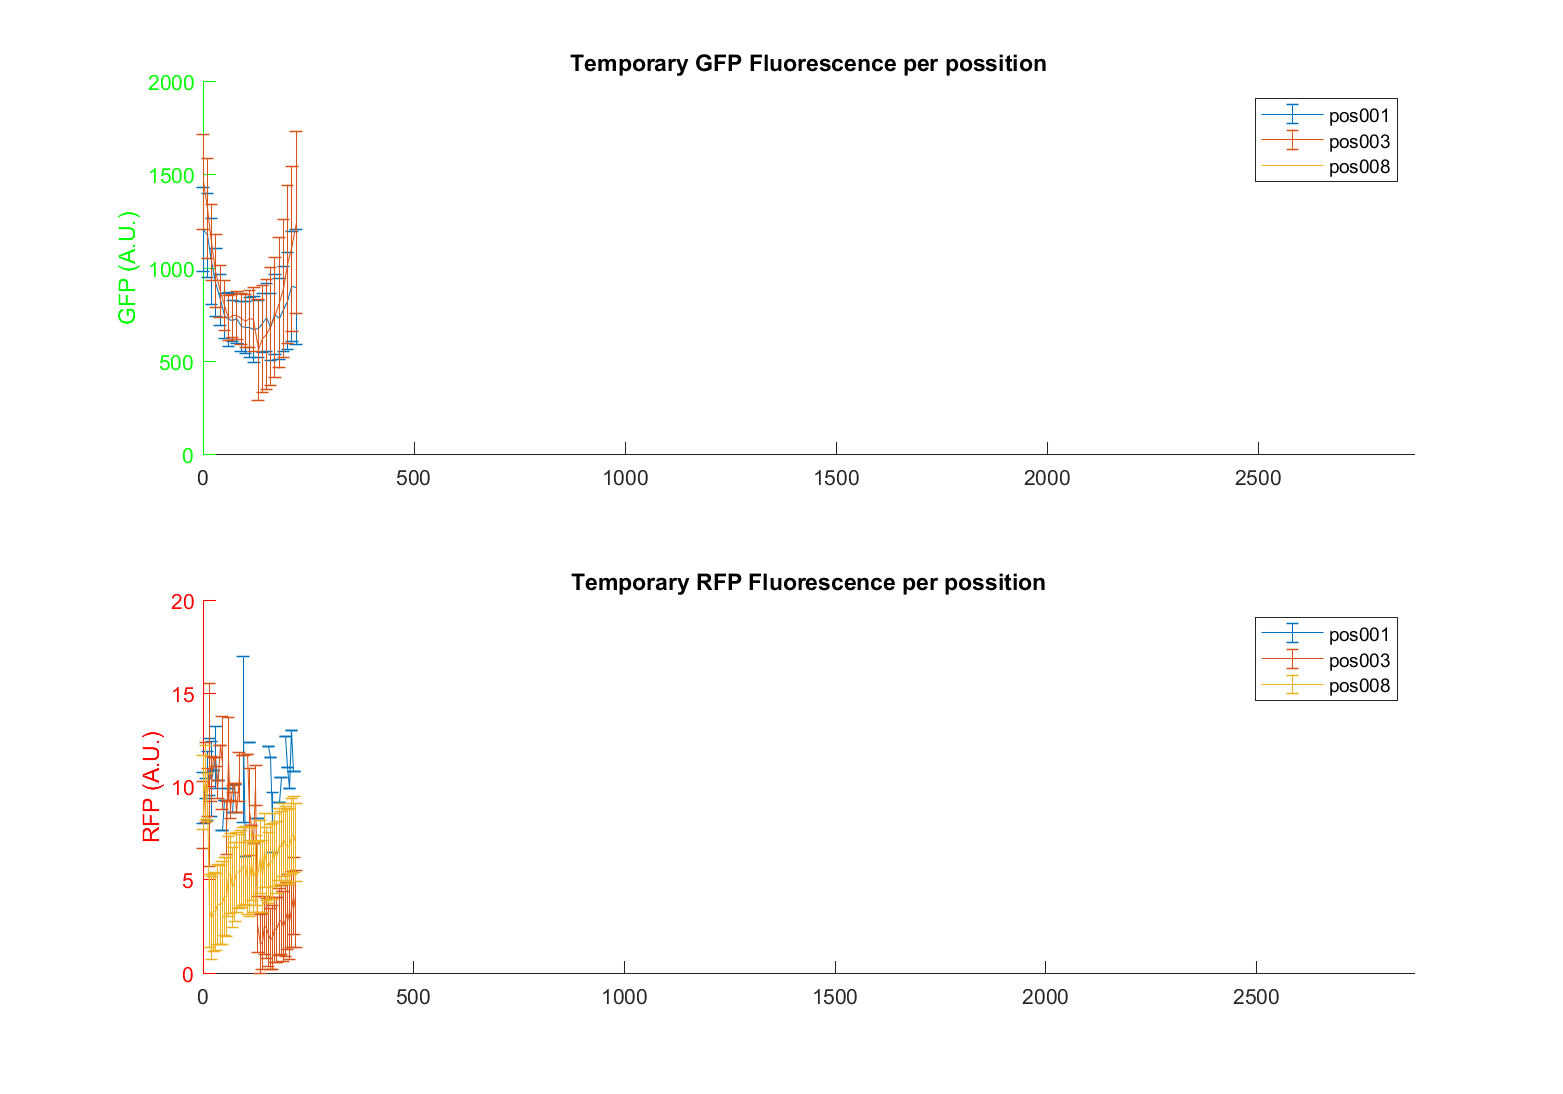 Temporary GFP Fluorescence per possition
2000
1500
1000
500
0
GFP (A.U.)
pos001
pos003
pos008
0 500 1000 1500 2000 2500
Temporary RFP Fluorescence per possition
20
15
10
5
0
RFP (A.U.)
pos001
pos003
pos008
0 500 1000 1500 2000 2500